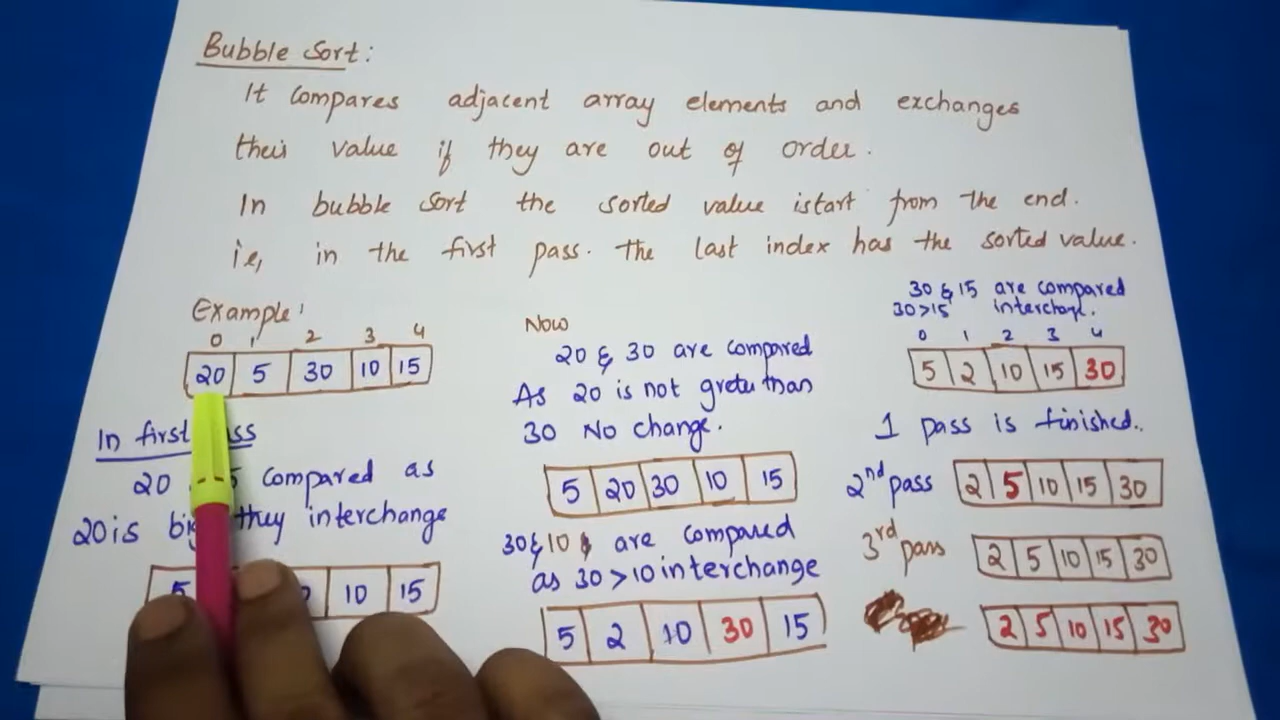 Bubble Sort:
It compares adjacent array elements and exchanges
their value if they are out of order.
In bubble sort the sorted value istart from the end.
ie, in the first pass. The last index has the sorted value.
Example:
0 1 2 3 4
20 5 30 10 15
In first
20 5 compared as
20 is they interchange
5 10 15
Now
20 & 30 are compared
As 20 is not greter than
30 No change.
5 20 30 10 15
30 & 10 are compared
as 30 > 10 interchange
5 2 10 30 15
30 & 15 are compared
30 > 15 interchange.
0 1 2 3 4
5 2 10 15 30
1 pass is finished.
2nd pass 2 5 10 15 30
3rd pass 2 5 10 15 30
2 5 10 15 30